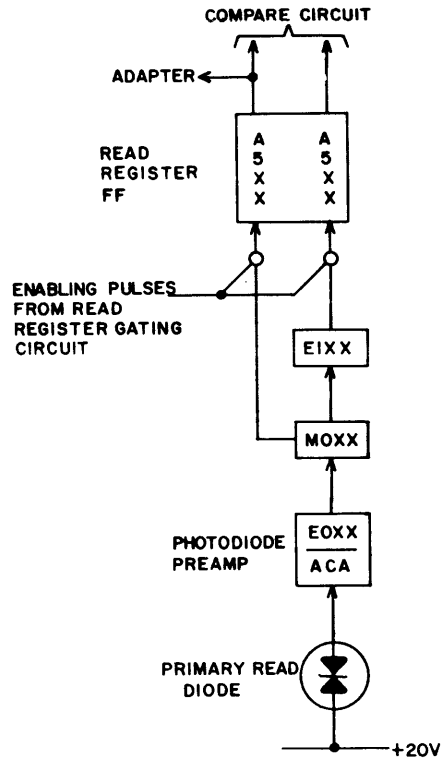 COMPARE CIRCUIT
ADAPTER
READ
REGISTER
FF
A
5
X
X
A
5
X
X
ENABLING PULSES
FROM READ
REGISTER GATING
CIRCUIT
EIXX
MOXX
PHOTODIODE
PREAMP
EOXX
ACA
PRIMARY READ
DIODE
+20V